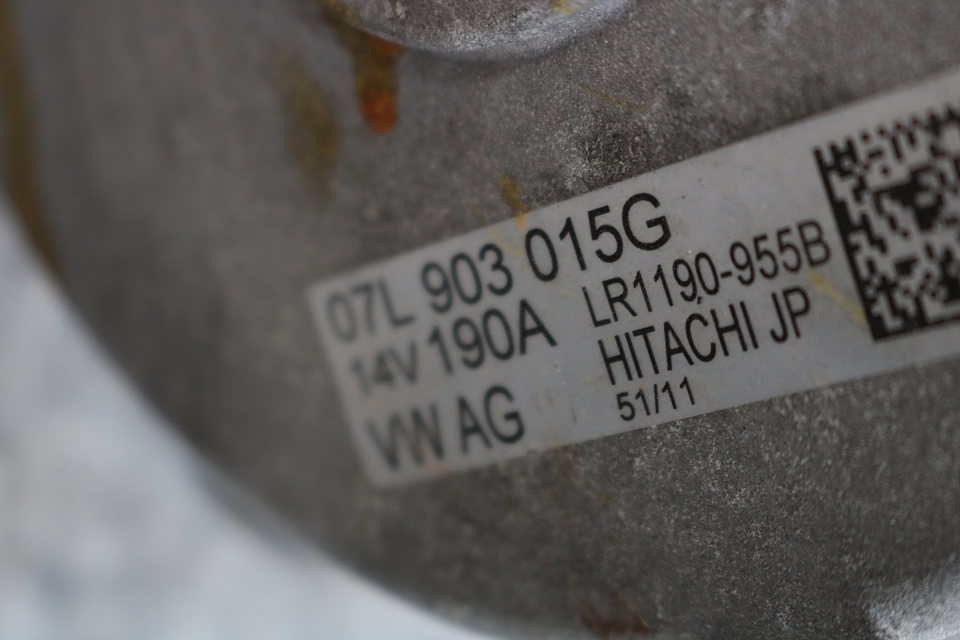 07L 903 015G
14V 190A
VW AG
LR1190-955B
HITACHI JP
51/11